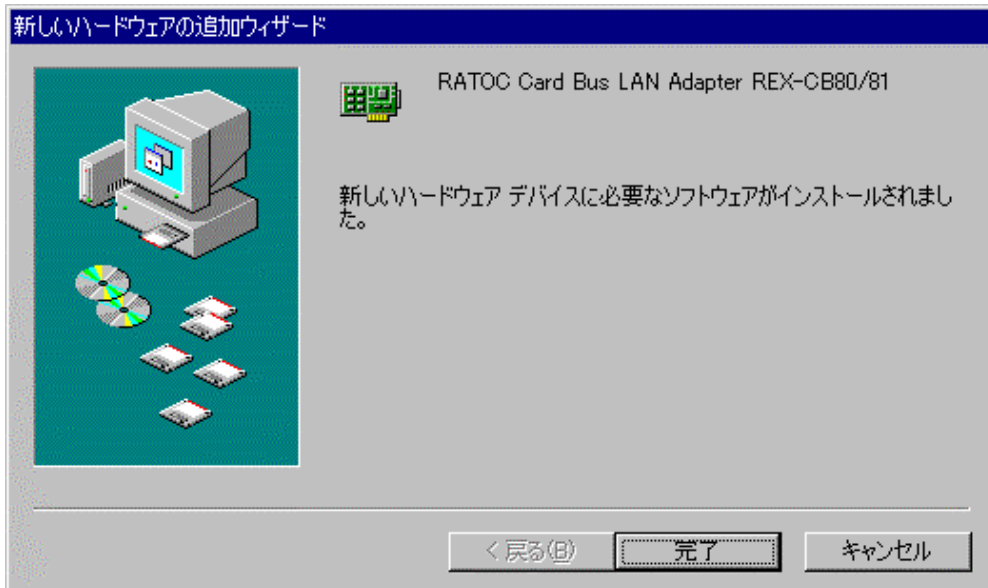 新しいハードウェアの追加ウィザード
RATOC Card Bus LAN Adapter REX-CB80/81
新しいハードウェア デバイスに必要なソフトウェアがインストールされまし
た。
< 戻る(B)
完了
キャンセル